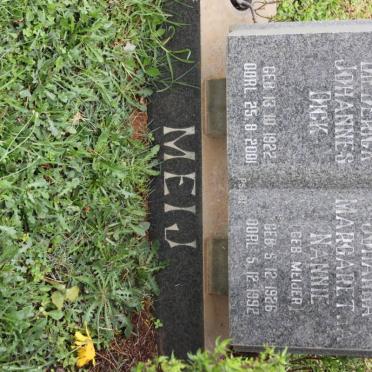 JOHANNES
DICK
GEB 13·10·1922
OORL 25·8·2001
NANNIE
(GEB MEIJER)
GEB 5·12·1926
OORL 5·12·1992
MEIJ